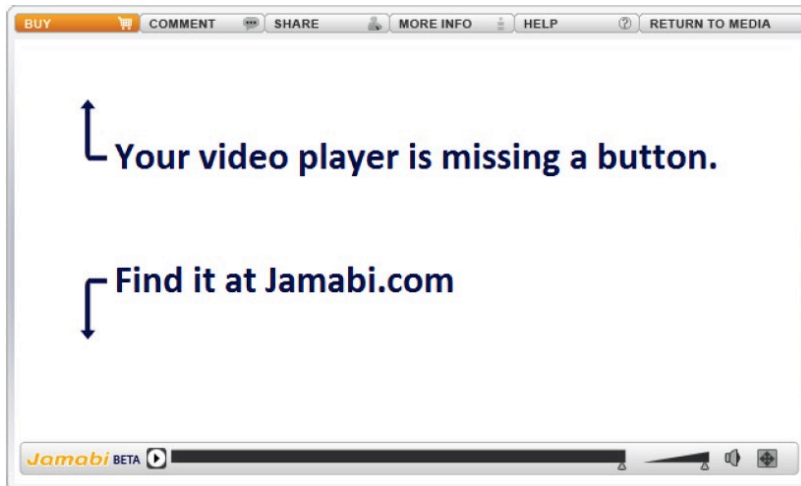 BUY COMMENT SHARE MORE INFO HELP RETURN TO MEDIA
Your video player is missing a button.
Find it at Jamabi.com
Jamabi BETA